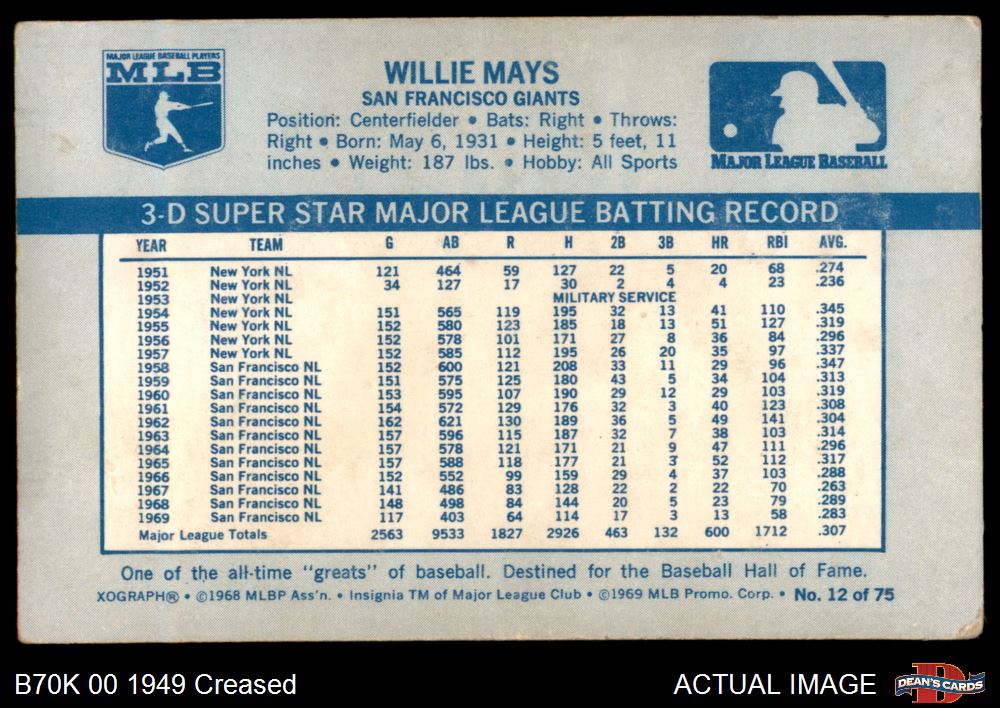 MAJOR LEAGUE BASEBALL PLAYERS
MLB
WILLIE MAYS
SAN FRANCISCO GIANTS
Position: Centerfielder • Bats: Right • Throws:
Right • Born: May 6, 1931 • Height: 5 feet, 11
inches • Weight: 187 lbs. • Hobby: All Sports
MAJOR LEAGUE BASEBALL
3-D SUPER STAR MAJOR LEAGUE BATTING RECORD
YEAR TEAM G AB R H 2B 3B HR RBI AVG.
1951 New York NL 121 464 59 127 22 5 20 68 .274
1952 New York NL 34 127 17 30 2 4 4 23 .236
1953 New York NL MILITARY SERVICE
1954 New York NL 151 565 119 195 32 13 41 110 .345
1955 New York NL 152 580 123 185 18 13 51 127 .319
1956 New York NL 152 578 101 171 27 8 36 84 .296
1957 New York NL 152 585 112 195 26 20 35 97 .337
1958 San Francisco NL 152 600 121 208 33 11 29 96 .347
1959 San Francisco NL 151 575 125 180 43 5 34 104 .313
1960 San Francisco NL 153 595 107 190 29 12 29 103 .319
1961 San Francisco NL 154 572 129 176 32 3 40 123 .308
1962 San Francisco NL 162 621 130 189 36 5 49 141 .304
1963 San Francisco NL 157 596 115 187 32 7 38 103 .314
1964 San Francisco NL 157 578 121 171 21 9 47 111 .296
1965 San Francisco NL 157 588 118 177 21 3 52 112 .317
1966 San Francisco NL 152 552 99 159 29 4 37 103 .288
1967 San Francisco NL 141 486 83 128 22 2 22 70 .263
1968 San Francisco NL 148 498 84 144 20 5 23 79 .289
1969 San Francisco NL 117 403 64 114 17 3 13 58 .283
Major League Totals 2563 9533 1827 2926 463 132 600 1712 .307
One of the all-time "greats" of baseball. Destined for the Baseball Hall of Fame.
XOGRAPH® • ©1968 MLBP Ass'n. • Insignia TM of Major League Club • ©1969 MLB Promo. Corp. • No. 12 of 75
B70K 00 1949 Creased
ACTUAL IMAGE
D
DEAN'S CARDS